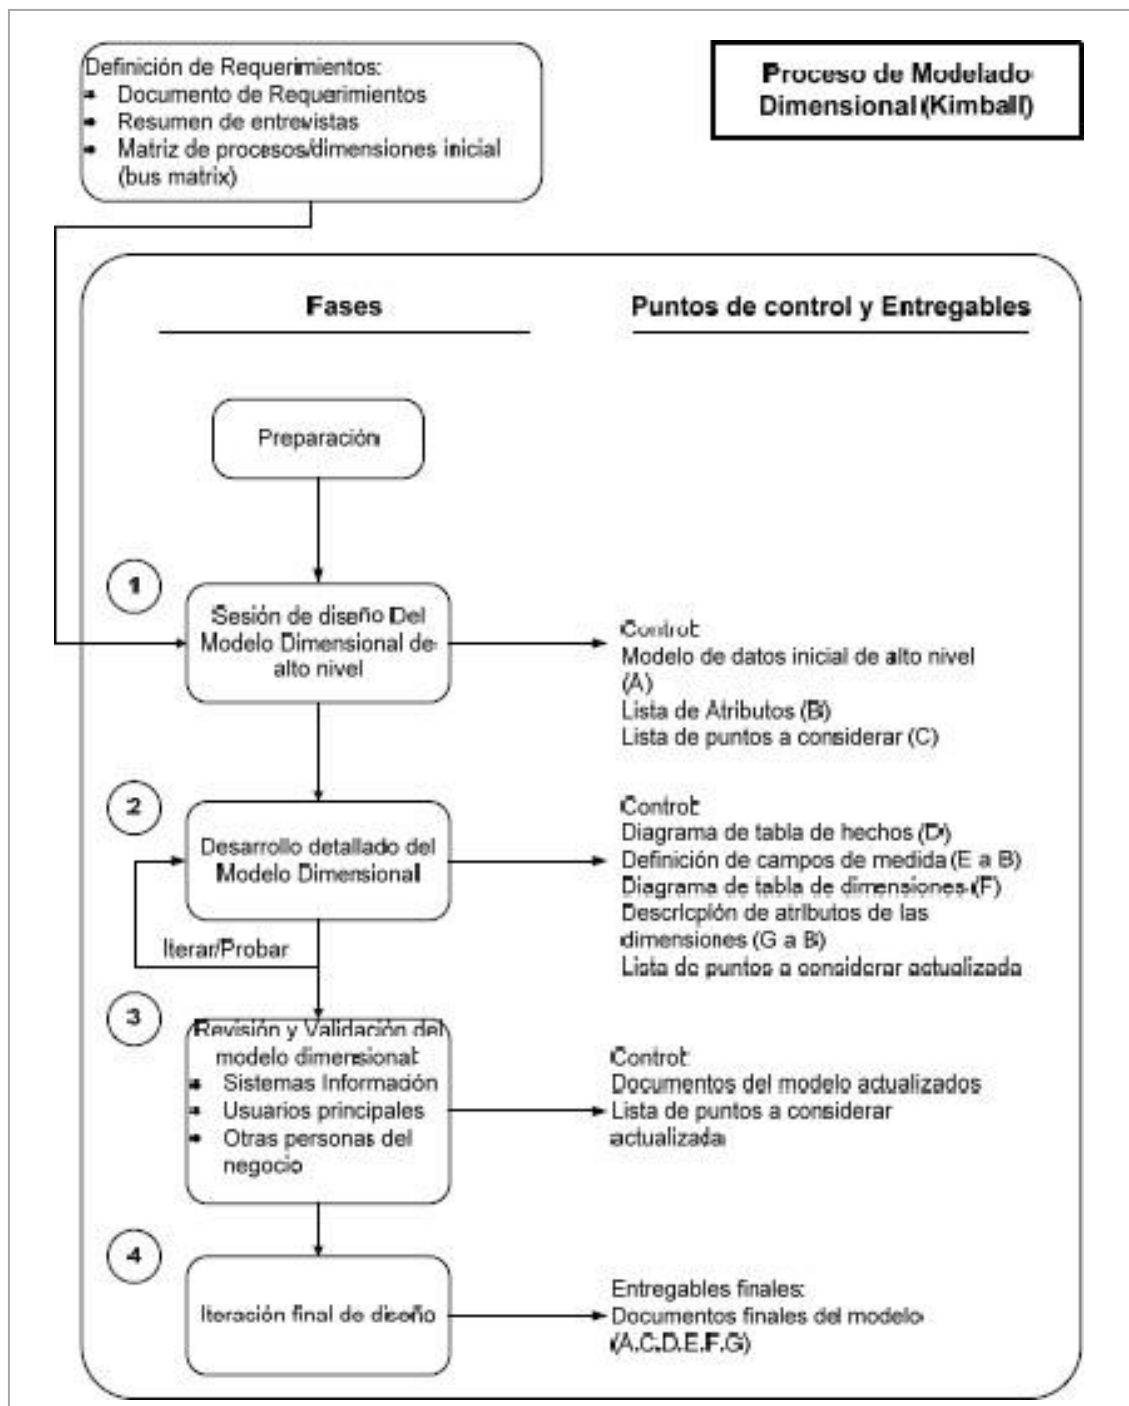 Definición de Requerimientos:
Documento de Requerimientos
Resumen de entrevistas
Matriz de procesos/dimensiones inicial
(bus matrix)
Proceso de Modelado
Dimensional (Kimball)
Fases
Puntos de control y Entregables
Preparación
1
Sesión de diseño Del
Modelo Dimensional de
alto nivel
Control:
Modelo de datos inicial de alto nivel
(A)
Lista de Atributos (B)
Lista de puntos a considerar (C)
2
Desarrollo detallado del
Modelo Dimensional
Iterar/Probar
Control:
Diagrama de tabla de hechos (D)
Definición de campos de medida (E a B)
Diagrama de tabla de dimensiones (F)
Descripción de atributos de las
dimensiones (G a B)
Lista de puntos a considerar actualizada
3
Revisión y Validación del
modelo dimensional:
Sistemas Información
Usuarios principales
Otras personas del
negocio
Control:
Documentos del modelo actualizados
Lista de puntos a considerar
actualizada
4
Iteración final de diseño
Entregables finales:
Documentos finales del modelo
(A.C.D.E.F.G)